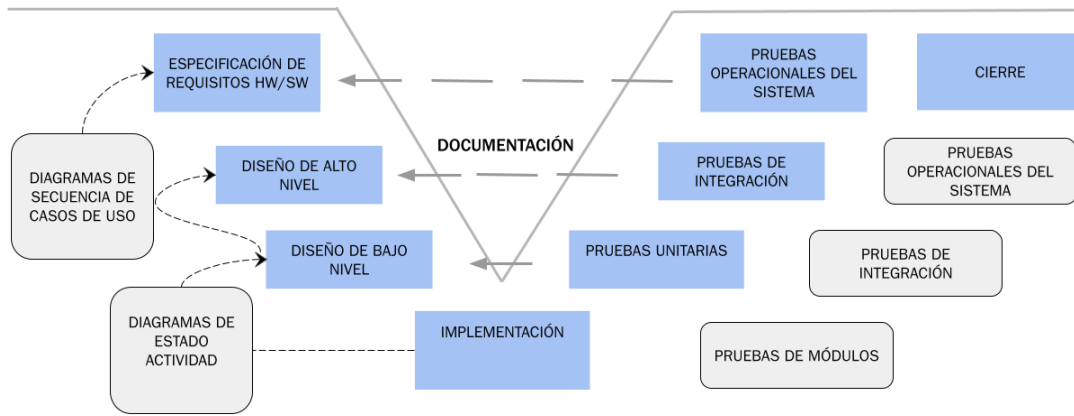 ESPECIFICACIÓN DE
REQUISITOS HW/SW
PRUEBAS
OPERACIONALES DEL
SISTEMA
CIERRE
DOCUMENTACIÓN
DIAGRAMAS DE
SECUENCIA DE
CASOS DE USO
DISEÑO DE ALTO
NIVEL
PRUEBAS DE
INTEGRACIÓN
PRUEBAS
OPERACIONALES DEL
SISTEMA
DISEÑO DE BAJO
NIVEL
PRUEBAS UNITARIAS
PRUEBAS DE
INTEGRACIÓN
DIAGRAMAS DE
ESTADO
ACTIVIDAD
IMPLEMENTACIÓN
PRUEBAS DE MÓDULOS